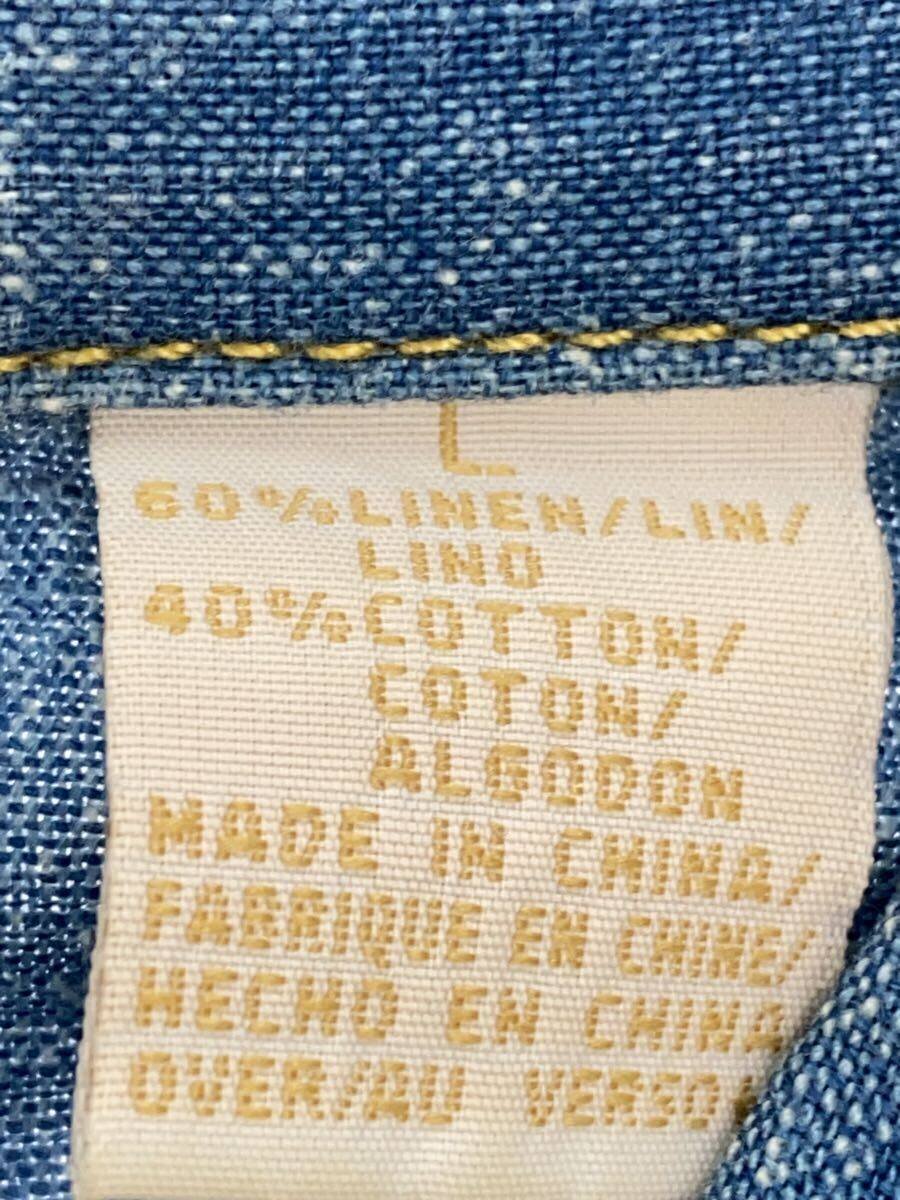 L
60%LINEN/LIN/
LINO
40%COTTON/
COTON/
ALGODON
MADE IN CHINA/
FABRIQUE EN CHINE/
HECHO EN CHINA
OVER/AU VERSO/